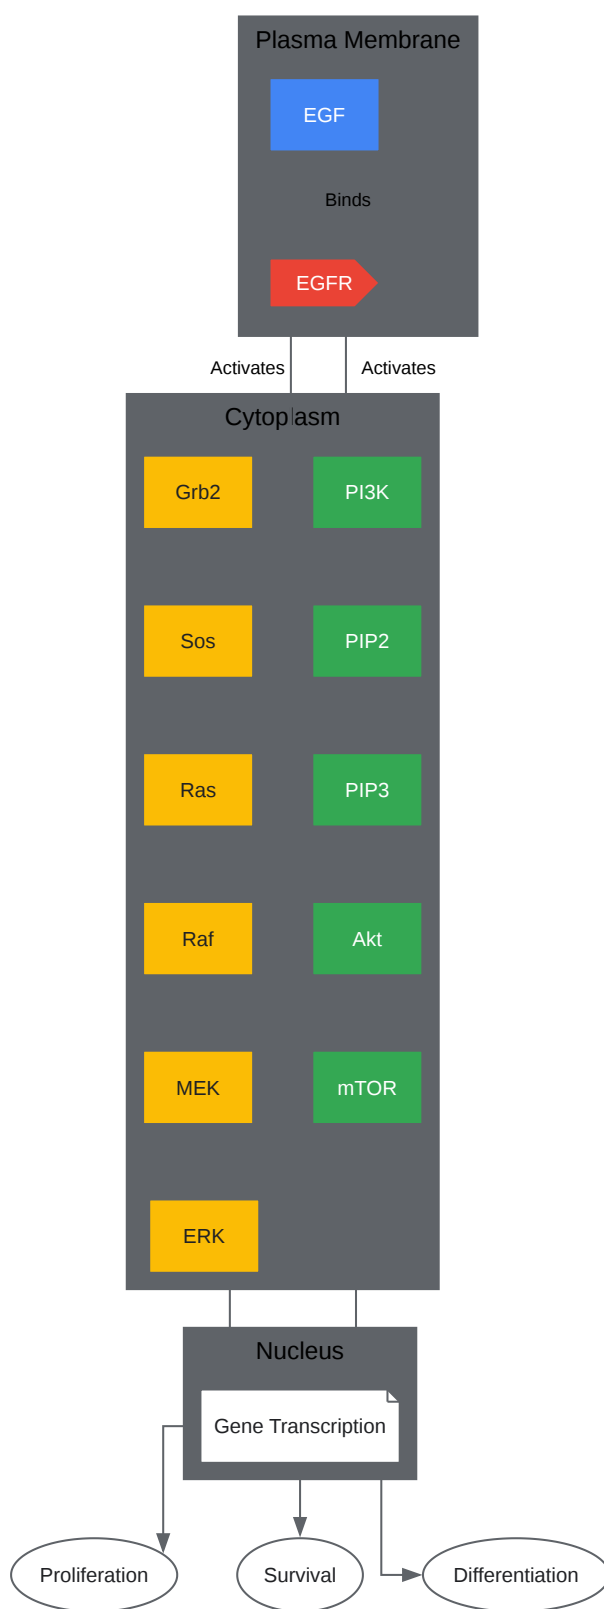 Plasma Membrane
EGF
Binds
EGFR
Activates Activates
Cytoplasm
Grb2 PI3K
Sos PIP2
Ras PIP3
Raf Akt
MEK mTOR
ERK
Nucleus
Gene Transcription
Proliferation Survival Differentiation